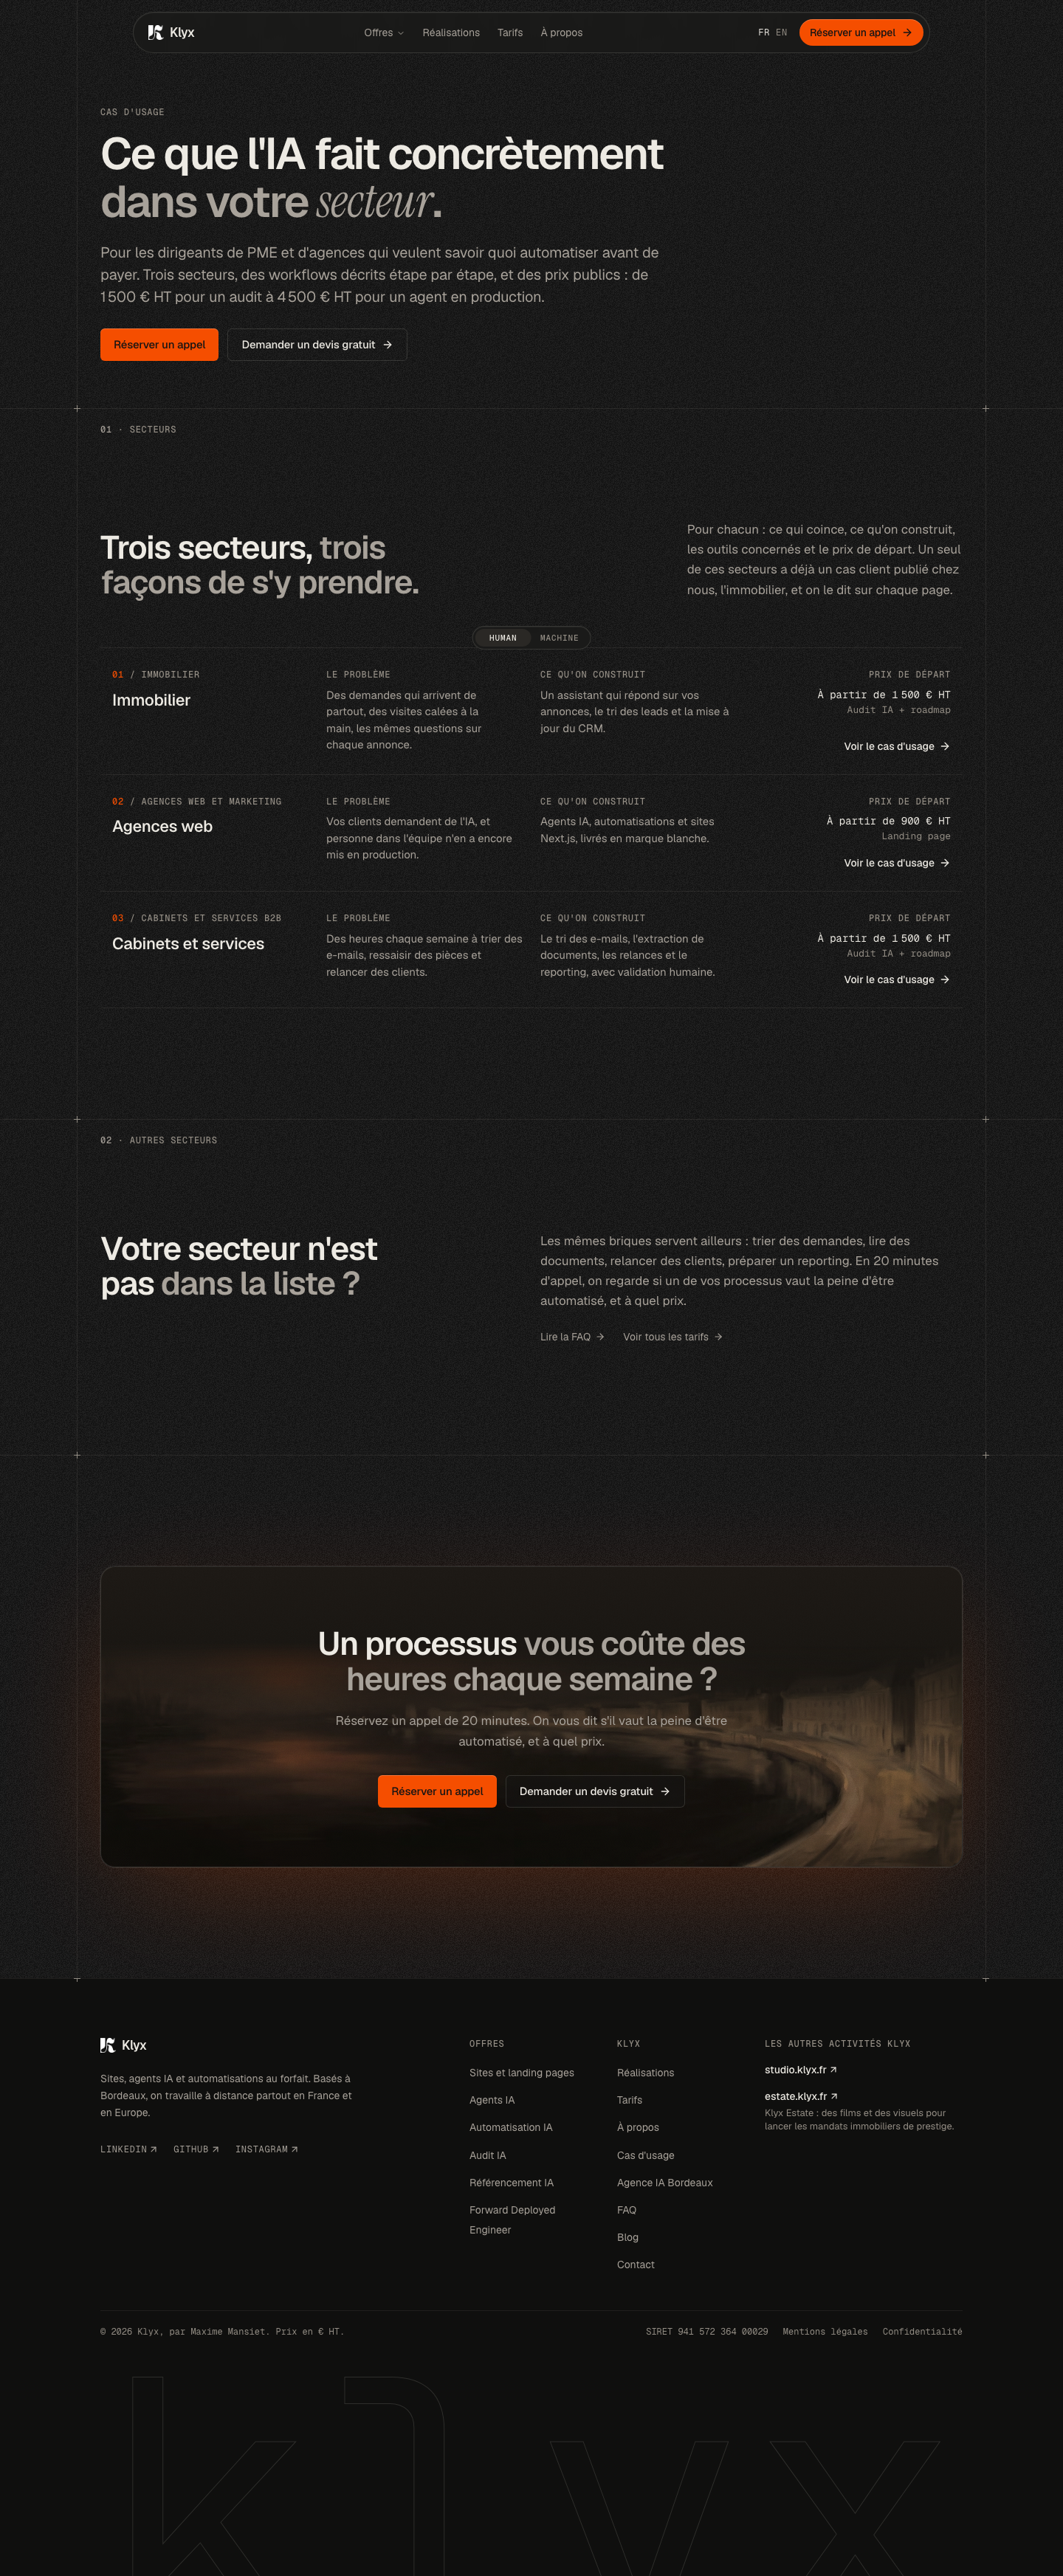 Klyx
Offres
Réalisations
Tarifs
À propos
FR EN
Réserver un appel →
CAS D'USAGE
Ce que l'IA fait concrètement
dans votre secteur.
Pour les dirigeants de PME et d'agences qui veulent savoir quoi automatiser avant de
payer. Trois secteurs, des workflows décrits étape par étape, et des prix publics : de
1 500 € HT pour un audit à 4 500 € HT pour un agent en production.
Réserver un appel
Demander un devis gratuit →
01 · SECTEURS
Trois secteurs, trois
façons de s'y prendre.
Pour chacun : ce qui coince, ce qu'on construit,
les outils concernés et le prix de départ. Un seul
de ces secteurs a déjà un cas client publié chez
nous, l'immobilier, et on le dit sur chaque page.
HUMAN
MACHINE
01 / IMMOBILIER
Immobilier
LE PROBLÈME
Des demandes qui arrivent de
partout, des visites calées à la
main, les mêmes questions sur
chaque annonce.
CE QU'ON CONSTRUIT
Un assistant qui répond sur vos
annonces, le tri des leads et la mise à
jour du CRM.
PRIX DE DÉPART
À partir de 1 500 € HT
Audit IA + roadmap
Voir le cas d'usage →
02 / AGENCES WEB ET MARKETING
Agences web
LE PROBLÈME
Vos clients demandent de l'IA, et
personne dans l'équipe n'en a encore
mis en production.
CE QU'ON CONSTRUIT
Agents IA, automatisations et sites
Next.js, livrés en marque blanche.
PRIX DE DÉPART
À partir de 900 € HT
Landing page
Voir le cas d'usage →
03 / CABINETS ET SERVICES B2B
Cabinets et services
LE PROBLÈME
Des heures chaque semaine à trier des
e-mails, ressaisir des pièces et
relancer des clients.
CE QU'ON CONSTRUIT
Le tri des e-mails, l'extraction de
documents, les relances et le
reporting, avec validation humaine.
PRIX DE DÉPART
À partir de 1 500 € HT
Audit IA + roadmap
Voir le cas d'usage →
02 · AUTRES SECTEURS
Votre secteur n'est
pas dans la liste ?
Les mêmes briques servent ailleurs : trier des demandes, lire des
documents, relancer des clients, préparer un reporting. En 20 minutes
d'appel, on regarde si un de vos processus vaut la peine d'être
automatisé, et à quel prix.
Lire la FAQ →
Voir tous les tarifs →
Un processus vous coûte des
heures chaque semaine ?
Réservez un appel de 20 minutes. On vous dit s'il vaut la peine d'être
automatisé, et à quel prix.
Réserver un appel
Demander un devis gratuit →
Klyx
Sites, agents IA et automatisations au forfait. Basés à
Bordeaux, on travaille à distance partout en France et
en Europe.
LINKEDIN ↗
GITHUB ↗
INSTAGRAM ↗
OFFRES
Sites et landing pages
Agents IA
Automatisation IA
Audit IA
Référencement IA
Forward Deployed
Engineer
KLYX
Réalisations
Tarifs
À propos
Cas d'usage
Agence IA Bordeaux
FAQ
Blog
Contact
LES AUTRES ACTIVITÉS KLYX
studio.klyx.fr ↗
estate.klyx.fr ↗
Klyx Estate : des films et des visuels pour
lancer les mandats immobiliers de prestige.
© 2026 Klyx, par Maxime Mansiet. Prix en € HT.
SIRET 941 572 364 00029
Mentions légales
Confidentialité
klyx